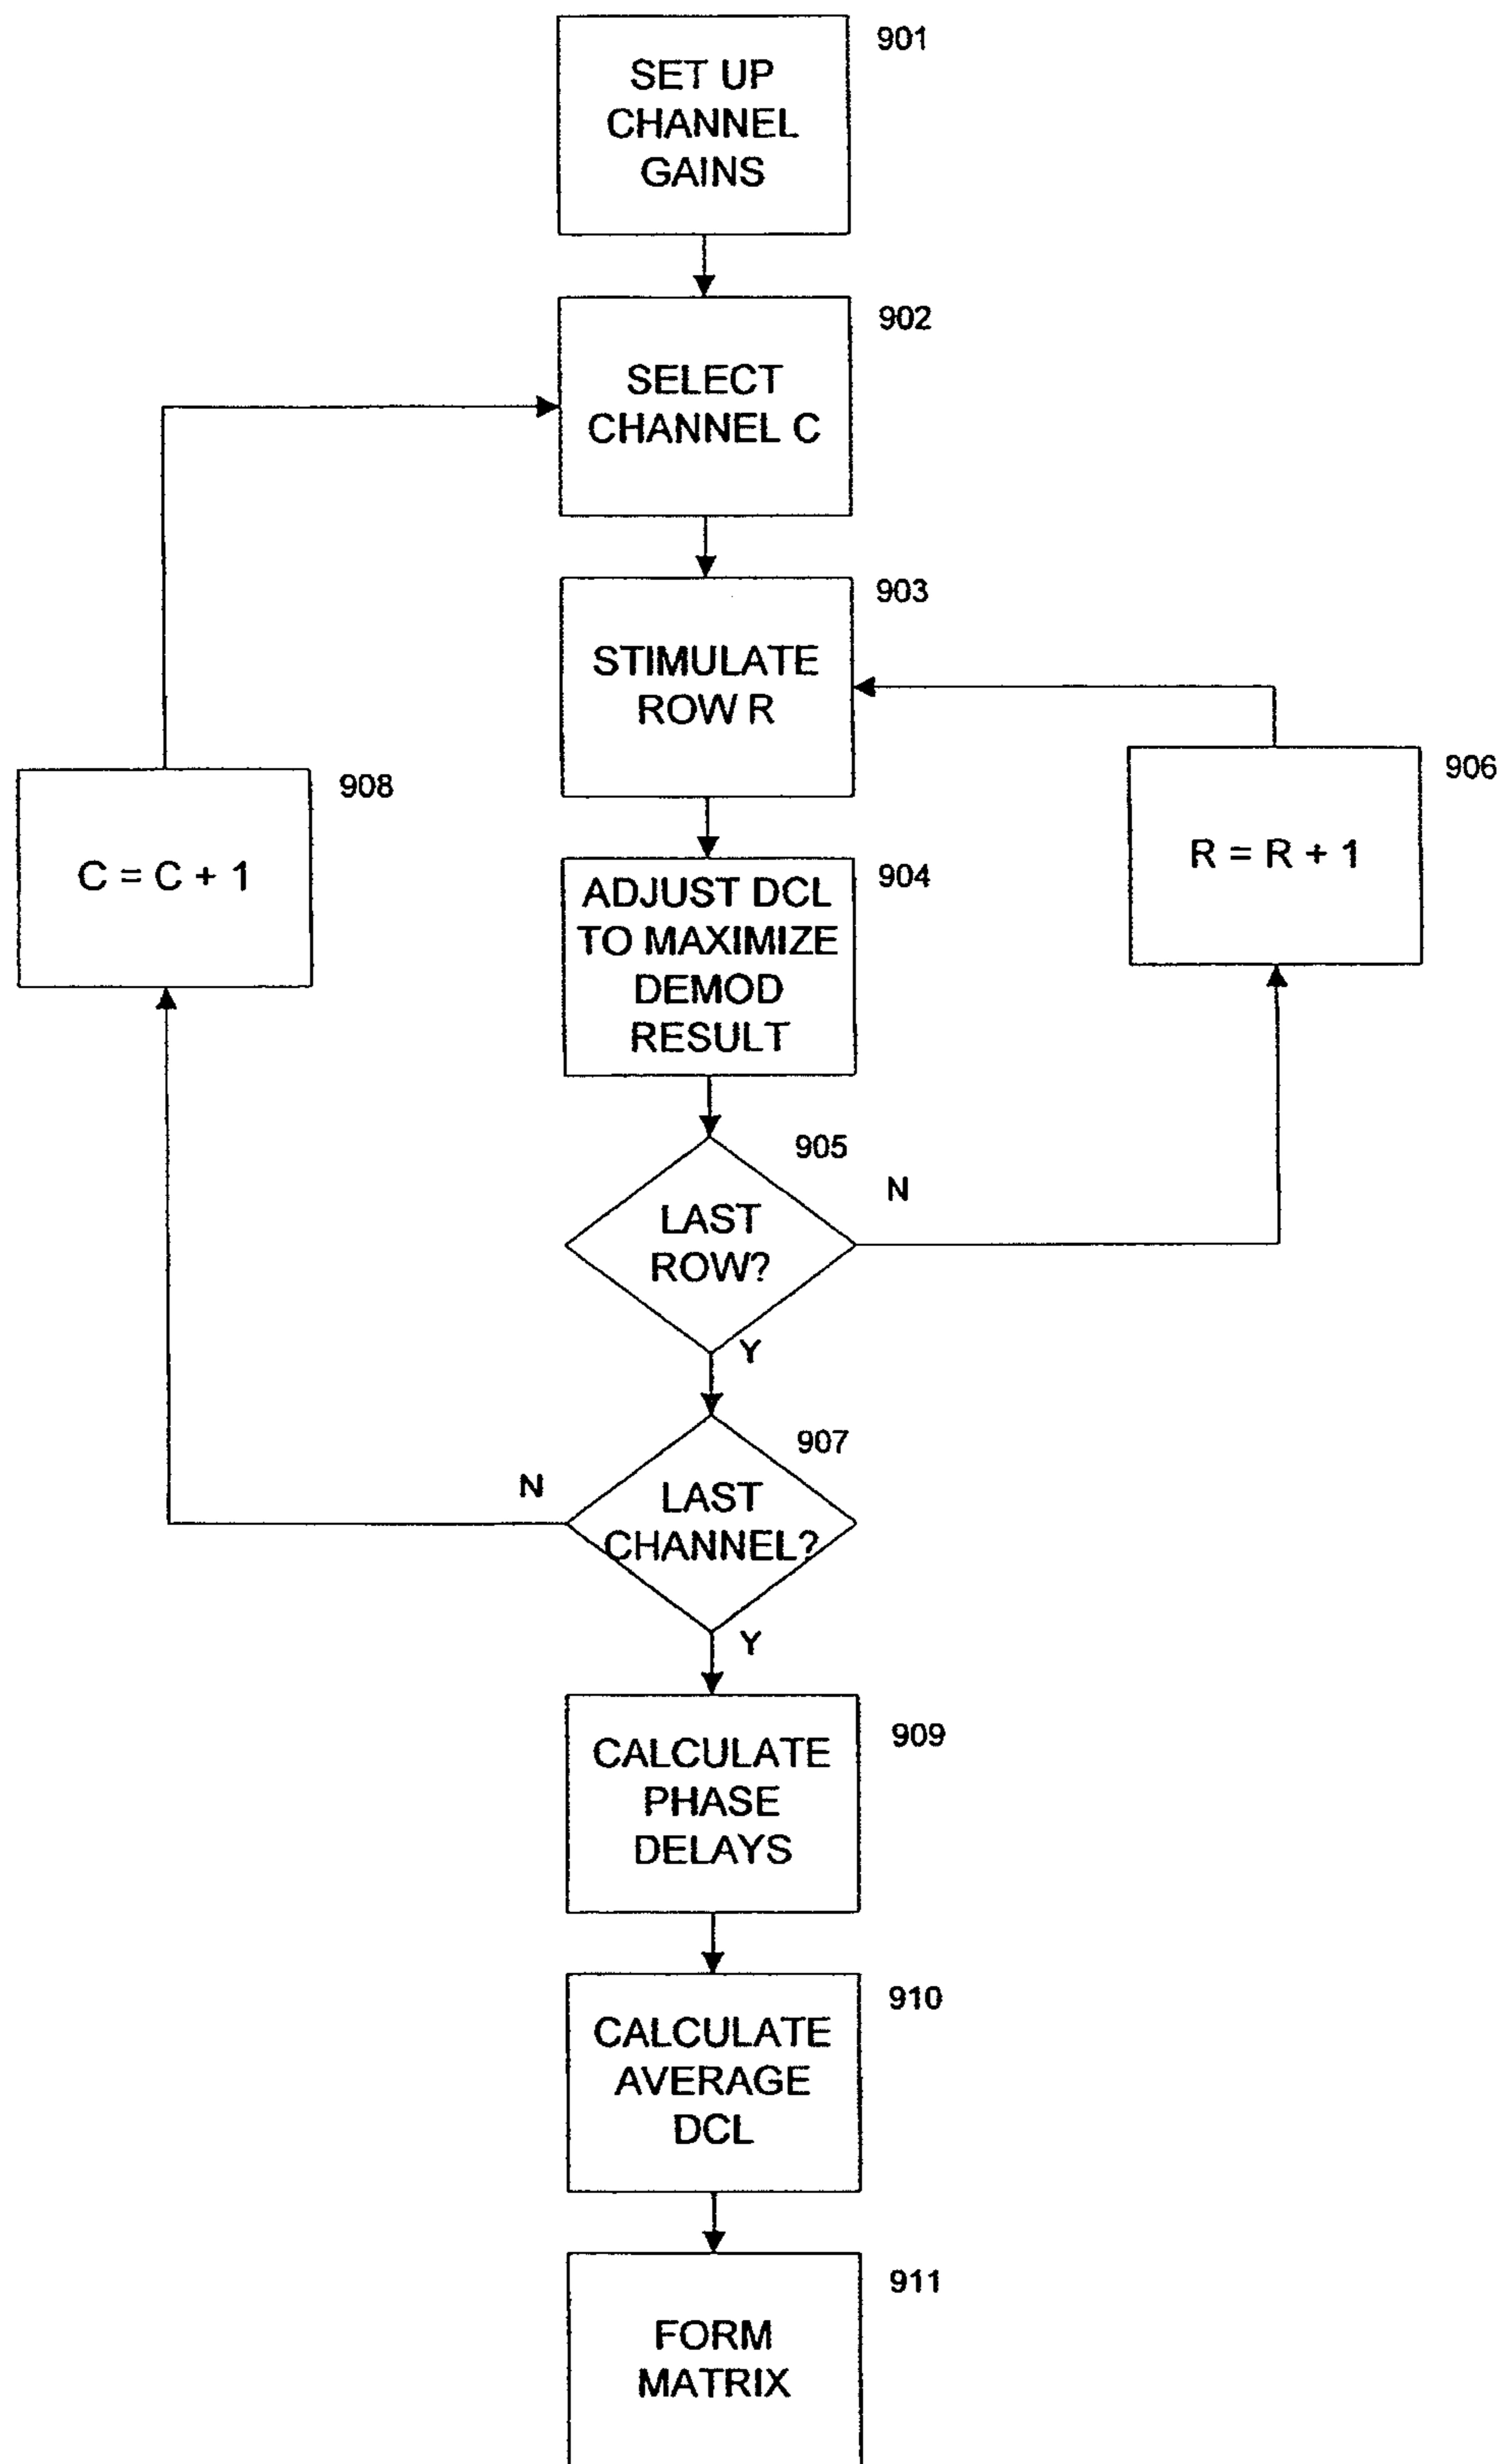 901
SET UP
CHANNEL
GAINS
902
SELECT
CHANNEL C
903
STIMULATE
ROW R
906
R = R + 1
908
C = C + 1
904
ADJUST DCL
TO MAXIMIZE
DEMOD
RESULT
905
N
LAST
ROW?
Y
907
N
LAST
CHANNEL?
Y
909
CALCULATE
PHASE
DELAYS
910
CALCULATE
AVERAGE
DCL
911
FORM
MATRIX